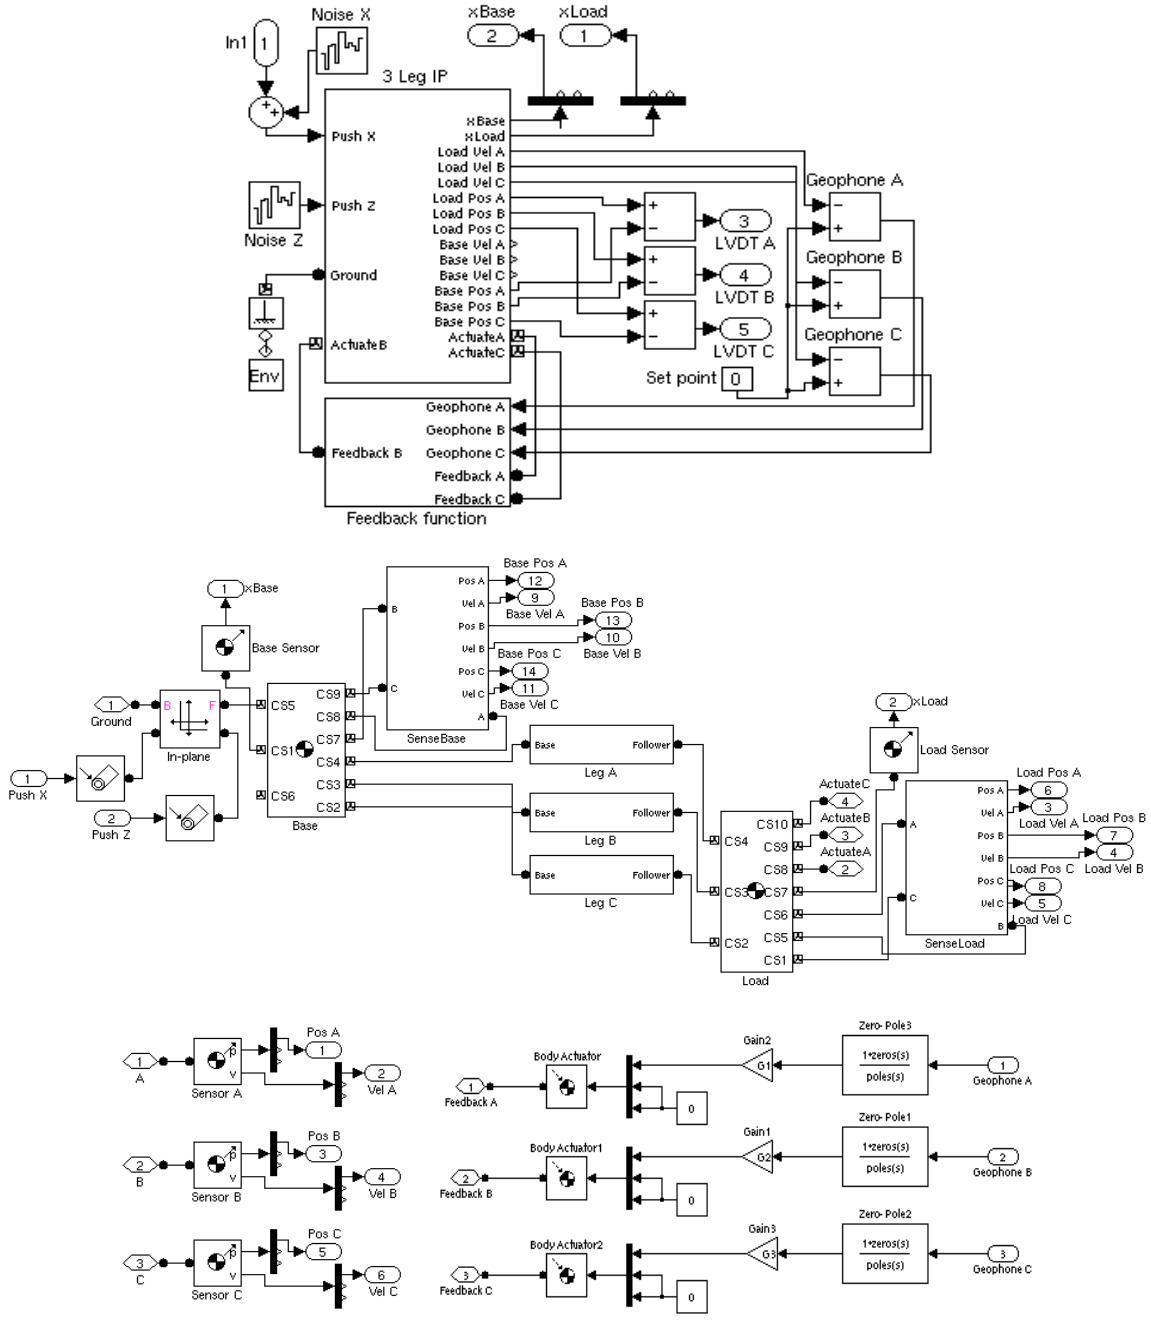 Noise X
xBase
xLoad
In1
1
2
1
3 Leg IP
+
+
Push X
Push Z
Noise Z
Ground
ActuateB
Env
xBase
xLoad
Load Vel A
Load Vel B
Load Vel C
Load Pos A
Load Pos B
Load Pos C
Base Vel A
Base Vel B
Base Vel C
Base Pos A
Base Pos B
Base Pos C
ActuateA
ActuateC
+
−
3
LVDT A
+
−
4
LVDT B
+
−
5
LVDT C
Set point
0
Geophone A
−
+
Geophone B
−
+
Geophone C
−
+
Geophone A
Geophone B
Feedback B
Geophone C
Feedback A
Feedback C
Feedback function
1
xBase
Base Sensor
1
Ground
B
F
In-plane
1
Push X
2
Push Z
CS5
CS1
CS6
CS9
CS8
CS7
CS4
CS3
CS2
Base
B
C
Pos A
Vel A
Pos B
Vel B
Pos C
Vel C
A
SenseBase
Base Pos A
12
9
Base Vel A
Base Pos B
13
10
Base Vel B
Base Pos C
14
11
Base Vel C
Base
Follower
Leg A
Base
Follower
Leg B
Base
Follower
Leg C
2
xLoad
Load Sensor
ActuateC
4
ActuateB
3
ActuateA
2
CS4
CS3
CS2
CS10
CS9
CS8
CS7
CS6
CS5
CS1
Load
A
C
Pos A
Vel A
Pos B
Vel B
Pos C
Vel C
B
SenseLoad
Load Pos A
6
3
Load Vel A
Load Pos B
7
4
Load Vel B
Load Pos C
8
5
Load Vel C
1
A
p
v
Sensor A
Pos A
1
2
Vel A
2
B
p
v
Sensor B
Pos B
3
4
Vel B
3
C
p
v
Sensor C
Pos C
5
6
Vel C
1
Feedback A
Body Actuator
0
Gain2
G1
Zero-Pole3
1+zeros(s)
poles(s)
1
Geophone A
2
Feedback B
Body Actuator1
0
Gain1
G2
Zero-Pole1
1+zeros(s)
poles(s)
2
Geophone B
3
Feedback C
Body Actuator2
0
Gain3
G3
Zero-Pole2
1+zeros(s)
poles(s)
3
Geophone C